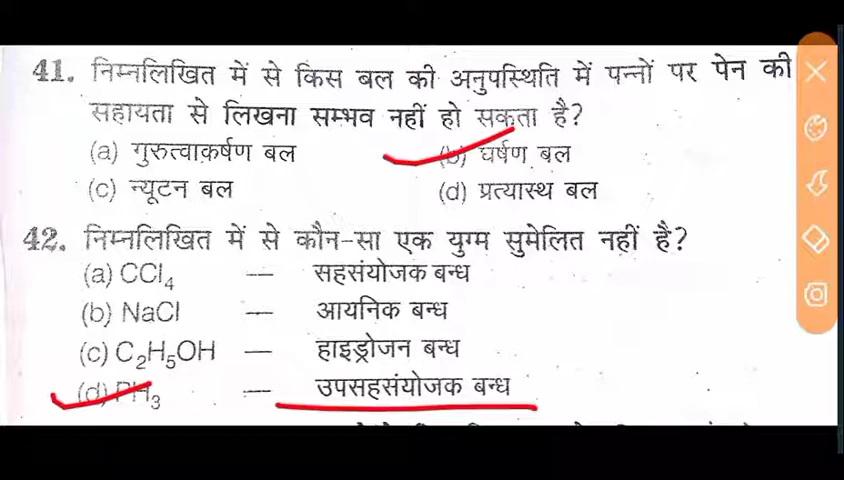 41. निम्नलिखित में से किस बल की अनुपस्थिति में पन्नों पर पेन की
सहायता से लिखना सम्भव नहीं हो सकता है?
(a) गुरुत्वाकर्षण बल (b) घर्षण बल
(c) न्यूटन बल (d) प्रत्यास्थ बल
42. निम्नलिखित में से कौन-सा एक युग्म सुमेलित नहीं है?
(a) CCl₄ — सहसंयोजक बन्ध
(b) NaCl — आयनिक बन्ध
(c) C₂H₅OH — हाइड्रोजन बन्ध
(d) PH₃ — उपसहसंयोजक बन्ध